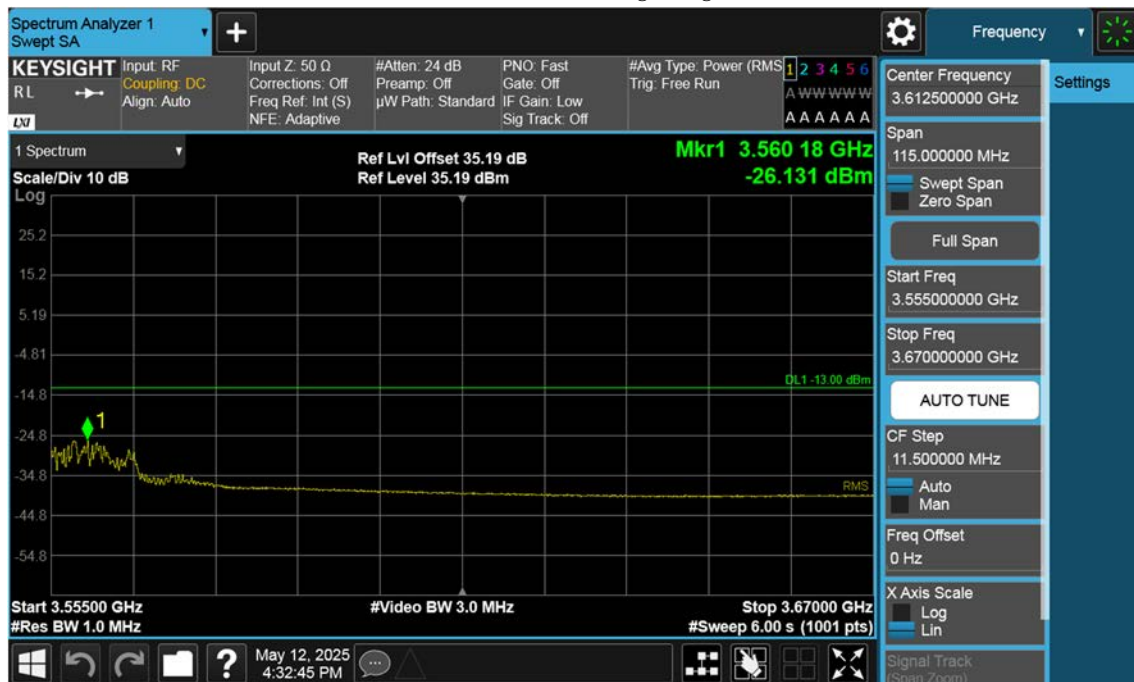 Spectrum Analyzer 1
Swept SA
Frequency
KEYSIGHT
RL
LXI
Input: RF
Coupling: DC
Align: Auto
Input Z: 50 Ω
Corrections: Off
Freq Ref: Int (S)
NFE: Adaptive
#Atten: 24 dB
Preamp: Off
µW Path: Standard
PNO: Fast
Gate: Off
IF Gain: Low
Sig Track: Off
#Avg Type: Power (RMS
Trig: Free Run
1 2 3 4 5 6
A W W W W W
A A A A A A
Settings
1 Spectrum
Scale/Div 10 dB
Ref Lvl Offset 35.19 dB
Ref Level 35.19 dBm
Mkr1 3.560 18 GHz
-26.131 dBm
Log
25.2
15.2
5.19
-4.81
-14.8
-24.8
-34.8
-44.8
-54.8
DL1 -13.00 dBm
1
RMS
Start 3.55500 GHz
#Res BW 1.0 MHz
#Video BW 3.0 MHz
Stop 3.67000 GHz
#Sweep 6.00 s (1001 pts)
Center Frequency
3.612500000 GHz
Span
115.000000 MHz
Swept Span
Zero Span
Full Span
Start Freq
3.555000000 GHz
Stop Freq
3.670000000 GHz
AUTO TUNE
CF Step
11.500000 MHz
Auto
Man
Freq Offset
0 Hz
X Axis Scale
Log
Lin
Signal Track
(Span Zoom)
?
May 12, 2025
4:32:45 PM